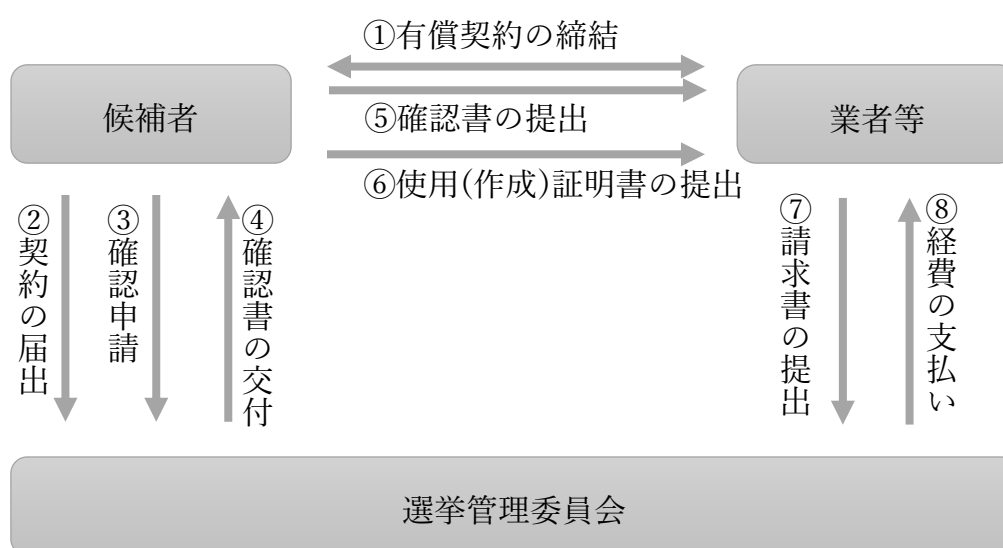 ①有償契約の締結
候補者
業者等
⑤確認書の提出
⑥使用(作成)証明書の提出
②契約の届出
③確認申請
④確認書の交付
⑦請求書の提出
⑧経費の支払い
選挙管理委員会